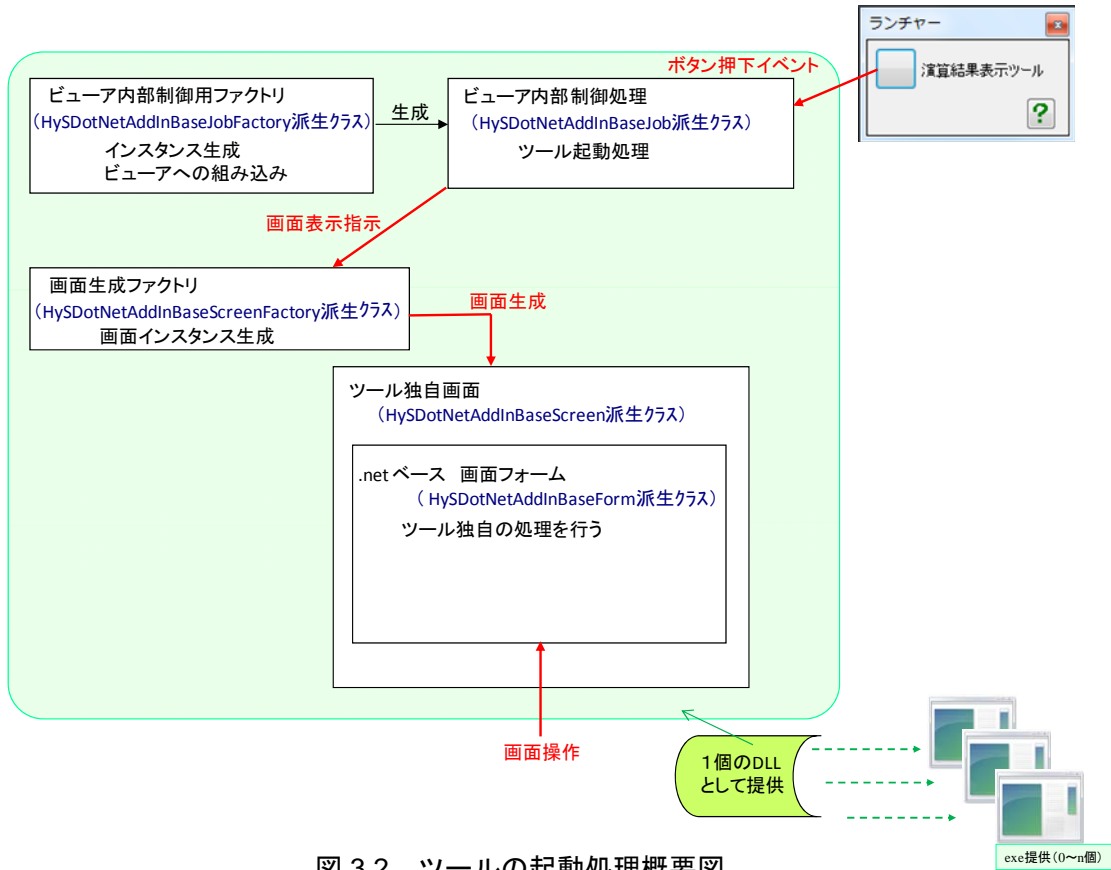 ランチャー
演算結果表示ツール
ボタン押下イベント
ビューア内部制御用ファクトリ
(HySDotNetAddInBaseJobFactory派生クラス)
インスタンス生成
ビューアへの組み込み
生成
ビューア内部制御処理
(HySDotNetAddInBaseJob派生クラス)
ツール起動処理
画面表示指示
画面生成ファクトリ
(HySDotNetAddInBaseScreenFactory派生クラス)
画面インスタンス生成
画面生成
ツール独自画面
(HySDotNetAddInBaseScreen派生クラス)
.net ベース 画面フォーム
( HySDotNetAddInBaseForm派生クラス)
ツール独自の処理を行う
画面操作
1個のDLL
として提供
exe提供(0~n個)
図 3.2 ツールの起動処理概要図